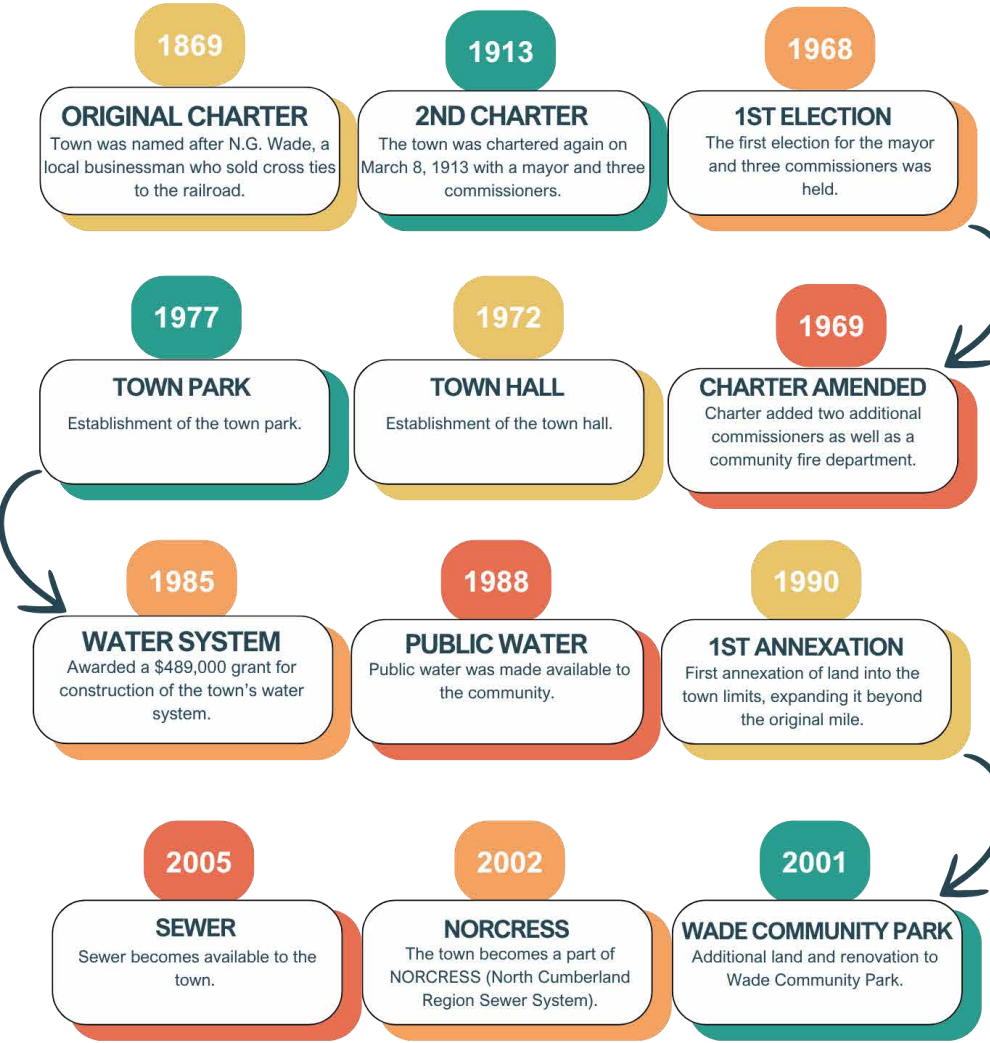 1869
ORIGINAL CHARTER
Town was named after N.G. Wade, a
local businessman who sold cross ties
to the railroad.
1913
2ND CHARTER
The town was chartered again on
March 8, 1913 with a mayor and three
commissioners.
1968
1ST ELECTION
The first election for the mayor
and three commissioners was
held.
1969
CHARTER AMENDED
Charter added two additional
commissioners as well as a
community fire department.
1972
TOWN HALL
Establishment of the town hall.
1977
TOWN PARK
Establishment of the town park.
1985
WATER SYSTEM
Awarded a $489,000 grant for
construction of the town's water
system.
1988
PUBLIC WATER
Public water was made available to
the community.
1990
1ST ANNEXATION
First annexation of land into the
town limits, expanding it beyond
the original mile.
2001
WADE COMMUNITY PARK
Additional land and renovation to
Wade Community Park.
2002
NORCRESS
The town becomes a part of
NORCRESS (North Cumberland
Region Sewer System).
2005
SEWER
Sewer becomes available to the
town.